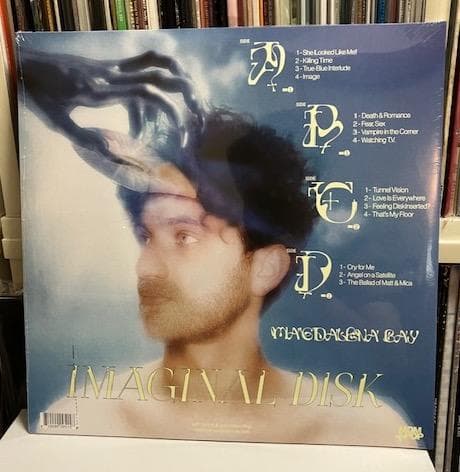 SIDE
A
1 - She Looked Like Me!
2 - Killing Time
3 - True Blue Interlude
4 - Image
SIDE
B
1 - Death & Romance
2 - Fear, Sex
3 - Vampire in the Corner
4 - Watching T.V.
SIDE
C
1 - Tunnel Vision
2 - Love Is Everywhere
3 - Feeling DiskInserted?
4 - That's My Floor
SIDE
D
1 - Cry for Me
2 - Angel on a Satellite
3 - The Ballad of Matt & Mica
MAGDALENA BAY
IMAGINAL DISK
MOM
+POP